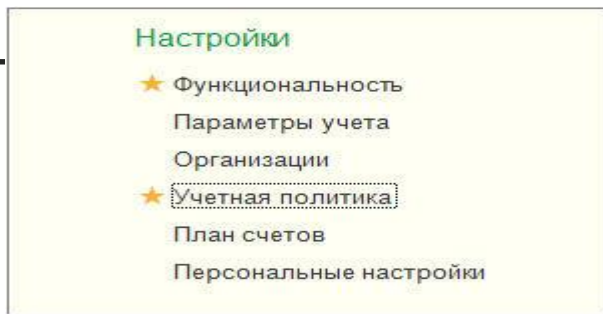 Настройки
Функциональность
Параметры учета
Организации
Учетная политика
План счетов
Персональные настройки